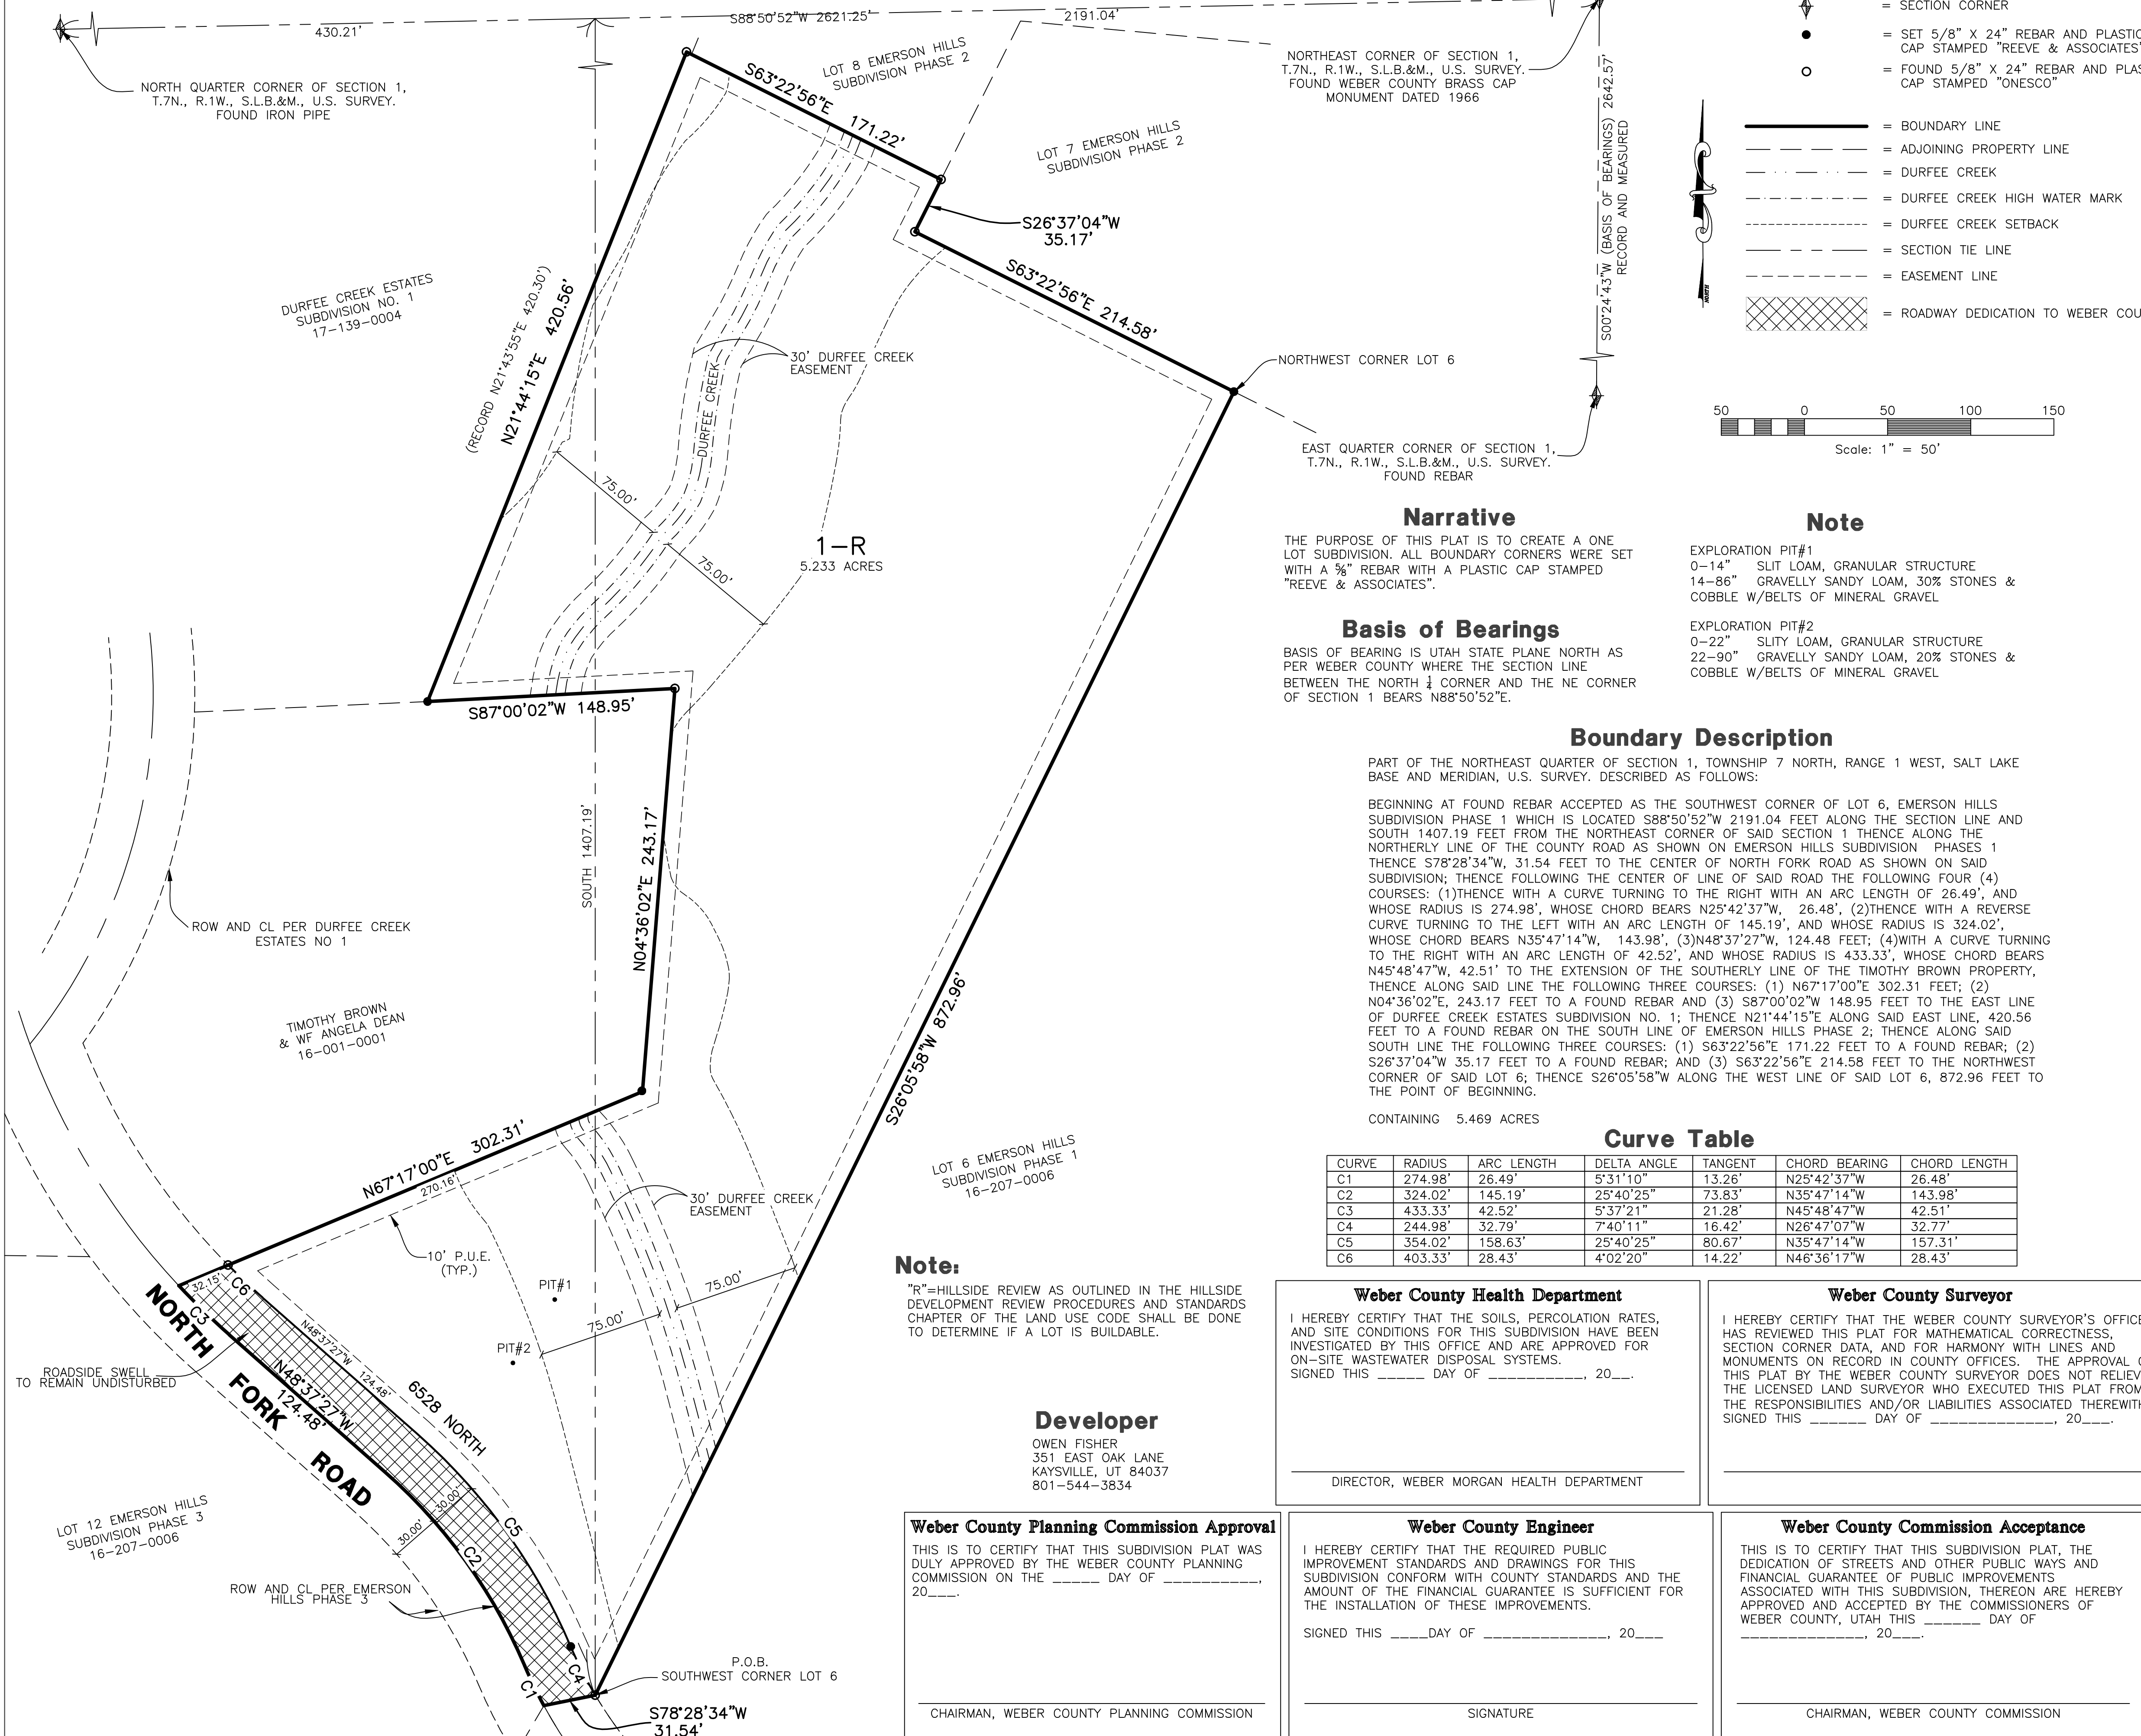 S88°50'52"W 2621.25'
430.21'
2191.04'
NORTH QUARTER CORNER OF SECTION 1,
T.7N., R.1W., S.L.B.&M., U.S. SURVEY.
FOUND IRON PIPE
LOT 8 EMERSON HILLS
SUBDIVISION PHASE 2
S63°22'56"E 171.22'
NORTHEAST CORNER OF SECTION 1,
T.7N., R.1W., S.L.B.&M., U.S. SURVEY.
FOUND WEBER COUNTY BRASS CAP
MONUMENT DATED 1966
LOT 7 EMERSON HILLS
SUBDIVISION PHASE 2
S00°24'43"W (BASIS OF BEARINGS) 2642.57'
RECORD AND MEASURED
= SECTION CORNER
= SET 5/8" X 24" REBAR AND PLASTIC
CAP STAMPED "REEVE & ASSOCIATES"
= FOUND 5/8" X 24" REBAR AND PLAS
CAP STAMPED "ONESCO"
= BOUNDARY LINE
= ADJOINING PROPERTY LINE
= DURFEE CREEK
= DURFEE CREEK HIGH WATER MARK
= DURFEE CREEK SETBACK
= SECTION TIE LINE
= EASEMENT LINE
= ROADWAY DEDICATION TO WEBER COU
50 0 50 100 150
Scale: 1" = 50'
S26°37'04"W
35.17'
S63°22'56"E 214.58'
DURFEE CREEK ESTATES
SUBDIVISION NO. 1
17-139-0004
(RECORD N21°43'55"E 420.30')
N21°44'15"E 420.56'
30' DURFEE CREEK
EASEMENT
DURFEE CREEK
NORTHWEST CORNER LOT 6
EAST QUARTER CORNER OF SECTION 1,
T.7N., R.1W., S.L.B.&M., U.S. SURVEY.
FOUND REBAR
75.00'
75.00'
1-R
5.233 ACRES
Narrative
THE PURPOSE OF THIS PLAT IS TO CREATE A ONE
LOT SUBDIVISION. ALL BOUNDARY CORNERS WERE SET
WITH A ⅝" REBAR WITH A PLASTIC CAP STAMPED
"REEVE & ASSOCIATES".
Note
EXPLORATION PIT#1
0-14" SLIT LOAM, GRANULAR STRUCTURE
14-86" GRAVELLY SANDY LOAM, 30% STONES &
COBBLE W/BELTS OF MINERAL GRAVEL
EXPLORATION PIT#2
0-22" SLITY LOAM, GRANULAR STRUCTURE
22-90" GRAVELLY SANDY LOAM, 20% STONES &
COBBLE W/BELTS OF MINERAL GRAVEL
Basis of Bearings
BASIS OF BEARING IS UTAH STATE PLANE NORTH AS
PER WEBER COUNTY WHERE THE SECTION LINE
BETWEEN THE NORTH ¼ CORNER AND THE NE CORNER
OF SECTION 1 BEARS N88°50'52"E.
S87°00'02"W 148.95'
SOUTH 1407.19'
N04°36'02"E 243.17'
ROW AND CL PER DURFEE CREEK
ESTATES NO 1
TIMOTHY BROWN
& WF ANGELA DEAN
16-001-0001
S26°05'58"W 872.96'
Boundary Description
PART OF THE NORTHEAST QUARTER OF SECTION 1, TOWNSHIP 7 NORTH, RANGE 1 WEST, SALT LAKE
BASE AND MERIDIAN, U.S. SURVEY. DESCRIBED AS FOLLOWS:
BEGINNING AT FOUND REBAR ACCEPTED AS THE SOUTHWEST CORNER OF LOT 6, EMERSON HILLS
SUBDIVISION PHASE 1 WHICH IS LOCATED S88°50'52"W 2191.04 FEET ALONG THE SECTION LINE AND
SOUTH 1407.19 FEET FROM THE NORTHEAST CORNER OF SAID SECTION 1 THENCE ALONG THE
NORTHERLY LINE OF THE COUNTY ROAD AS SHOWN ON EMERSON HILLS SUBDIVISION PHASES 1
THENCE S78°28'34"W, 31.54 FEET TO THE CENTER OF NORTH FORK ROAD AS SHOWN ON SAID
SUBDIVISION; THENCE FOLLOWING THE CENTER OF LINE OF SAID ROAD THE FOLLOWING FOUR (4)
COURSES: (1)THENCE WITH A CURVE TURNING TO THE RIGHT WITH AN ARC LENGTH OF 26.49', AND
WHOSE RADIUS IS 274.98', WHOSE CHORD BEARS N25°42'37"W, 26.48', (2)THENCE WITH A REVERSE
CURVE TURNING TO THE LEFT WITH AN ARC LENGTH OF 145.19', AND WHOSE RADIUS IS 324.02',
WHOSE CHORD BEARS N35°47'14"W, 143.98', (3)N48°37'27"W, 124.48 FEET; (4)WITH A CURVE TURNING
TO THE RIGHT WITH AN ARC LENGTH OF 42.52', AND WHOSE RADIUS IS 433.33', WHOSE CHORD BEARS
N45°48'47"W, 42.51' TO THE EXTENSION OF THE SOUTHERLY LINE OF THE TIMOTHY BROWN PROPERTY,
THENCE ALONG SAID LINE THE FOLLOWING THREE COURSES: (1) N67°17'00"E 302.31 FEET; (2)
N04°36'02"E, 243.17 FEET TO A FOUND REBAR AND (3) S87°00'02"W 148.95 FEET TO THE EAST LINE
OF DURFEE CREEK ESTATES SUBDIVISION NO. 1; THENCE N21°44'15"E ALONG SAID EAST LINE, 420.56
FEET TO A FOUND REBAR ON THE SOUTH LINE OF EMERSON HILLS PHASE 2; THENCE ALONG SAID
SOUTH LINE THE FOLLOWING THREE COURSES: (1) S63°22'56"E 171.22 FEET TO A FOUND REBAR; (2)
S26°37'04"W 35.17 FEET TO A FOUND REBAR; AND (3) S63°22'56"E 214.58 FEET TO THE NORTHWEST
CORNER OF SAID LOT 6; THENCE S26°05'58"W ALONG THE WEST LINE OF SAID LOT 6, 872.96 FEET TO
THE POINT OF BEGINNING.
CONTAINING 5.469 ACRES
Curve Table
CURVE RADIUS ARC LENGTH DELTA ANGLE TANGENT CHORD BEARING CHORD LENGTH
C1 274.98' 26.49' 5°31'10" 13.26' N25°42'37"W 26.48'
C2 324.02' 145.19' 25°40'25" 73.83' N35°47'14"W 143.98'
C3 433.33' 42.52' 5°37'21" 21.28' N45°48'47"W 42.51'
C4 244.98' 32.79' 7°40'11" 16.42' N26°47'07"W 32.77'
C5 354.02' 158.63' 25°40'25" 80.67' N35°47'14"W 157.31'
C6 403.33' 28.43' 4°02'20" 14.22' N46°36'17"W 28.43'
N67°17'00"E 302.31'
270.16'
10' P.U.E.
(TYP.)
30' DURFEE CREEK
EASEMENT
LOT 6 EMERSON HILLS
SUBDIVISION PHASE 1
16-207-0006
PIT#1
PIT#2
75.00'
75.00'
32.15'
C6
C3
NORTH FORK ROAD
N48°37'27"W 124.48'
N48°37'27"W
124.48'
6528 NORTH
ROADSIDE SWELL
TO REMAIN UNDISTURBED
30.00'
30.00'
C5
C2
LOT 12 EMERSON HILLS
SUBDIVISION PHASE 3
16-207-0006
ROW AND CL PER EMERSON
HILLS PHASE 3
C4
C1
P.O.B.
SOUTHWEST CORNER LOT 6
S78°28'34"W
31.54'
Note:
"R"=HILLSIDE REVIEW AS OUTLINED IN THE HILLSIDE
DEVELOPMENT REVIEW PROCEDURES AND STANDARDS
CHAPTER OF THE LAND USE CODE SHALL BE DONE
TO DETERMINE IF A LOT IS BUILDABLE.
Developer
OWEN FISHER
351 EAST OAK LANE
KAYSVILLE, UT 84037
801-544-3834
Weber County Health Department
I HEREBY CERTIFY THAT THE SOILS, PERCOLATION RATES,
AND SITE CONDITIONS FOR THIS SUBDIVISION HAVE BEEN
INVESTIGATED BY THIS OFFICE AND ARE APPROVED FOR
ON-SITE WASTEWATER DISPOSAL SYSTEMS.
SIGNED THIS _____ DAY OF __________, 20__.
DIRECTOR, WEBER MORGAN HEALTH DEPARTMENT
Weber County Surveyor
I HEREBY CERTIFY THAT THE WEBER COUNTY SURVEYOR'S OFFICE
HAS REVIEWED THIS PLAT FOR MATHEMATICAL CORRECTNESS,
SECTION CORNER DATA, AND FOR HARMONY WITH LINES AND
MONUMENTS ON RECORD IN COUNTY OFFICES. THE APPROVAL O
THIS PLAT BY THE WEBER COUNTY SURVEYOR DOES NOT RELIEV
THE LICENSED LAND SURVEYOR WHO EXECUTED THIS PLAT FROM
THE RESPONSIBILITIES AND/OR LIABILITIES ASSOCIATED THEREWITH
SIGNED THIS ______ DAY OF _____________, 20___.
Weber County Planning Commission Approval
THIS IS TO CERTIFY THAT THIS SUBDIVISION PLAT WAS
DULY APPROVED BY THE WEBER COUNTY PLANNING
COMMISSION ON THE _____ DAY OF __________,
20___.
CHAIRMAN, WEBER COUNTY PLANNING COMMISSION
Weber County Engineer
I HEREBY CERTIFY THAT THE REQUIRED PUBLIC
IMPROVEMENT STANDARDS AND DRAWINGS FOR THIS
SUBDIVISION CONFORM WITH COUNTY STANDARDS AND THE
AMOUNT OF THE FINANCIAL GUARANTEE IS SUFFICIENT FOR
THE INSTALLATION OF THESE IMPROVEMENTS.
SIGNED THIS ____DAY OF _____________, 20___
SIGNATURE
Weber County Commission Acceptance
THIS IS TO CERTIFY THAT THIS SUBDIVISION PLAT, THE
DEDICATION OF STREETS AND OTHER PUBLIC WAYS AND
FINANCIAL GUARANTEE OF PUBLIC IMPROVEMENTS
ASSOCIATED WITH THIS SUBDIVISION, THEREON ARE HEREBY
APPROVED AND ACCEPTED BY THE COMMISSIONERS OF
WEBER COUNTY, UTAH THIS ______ DAY OF
_____________, 20___.
CHAIRMAN, WEBER COUNTY COMMISSION